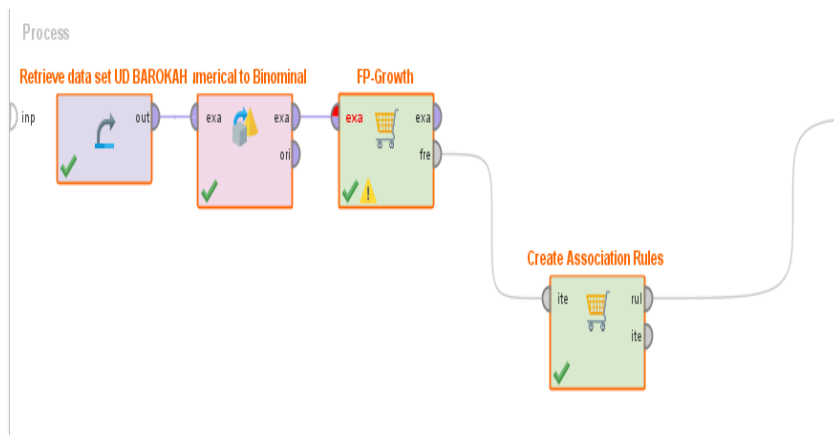 Process
Retrieve data set UD BAROKAH
umerical to Binominal
FP-Growth
inp
out
exa
exa
ori
exa
exa
fre
Create Association Rules
ite
rul
ite